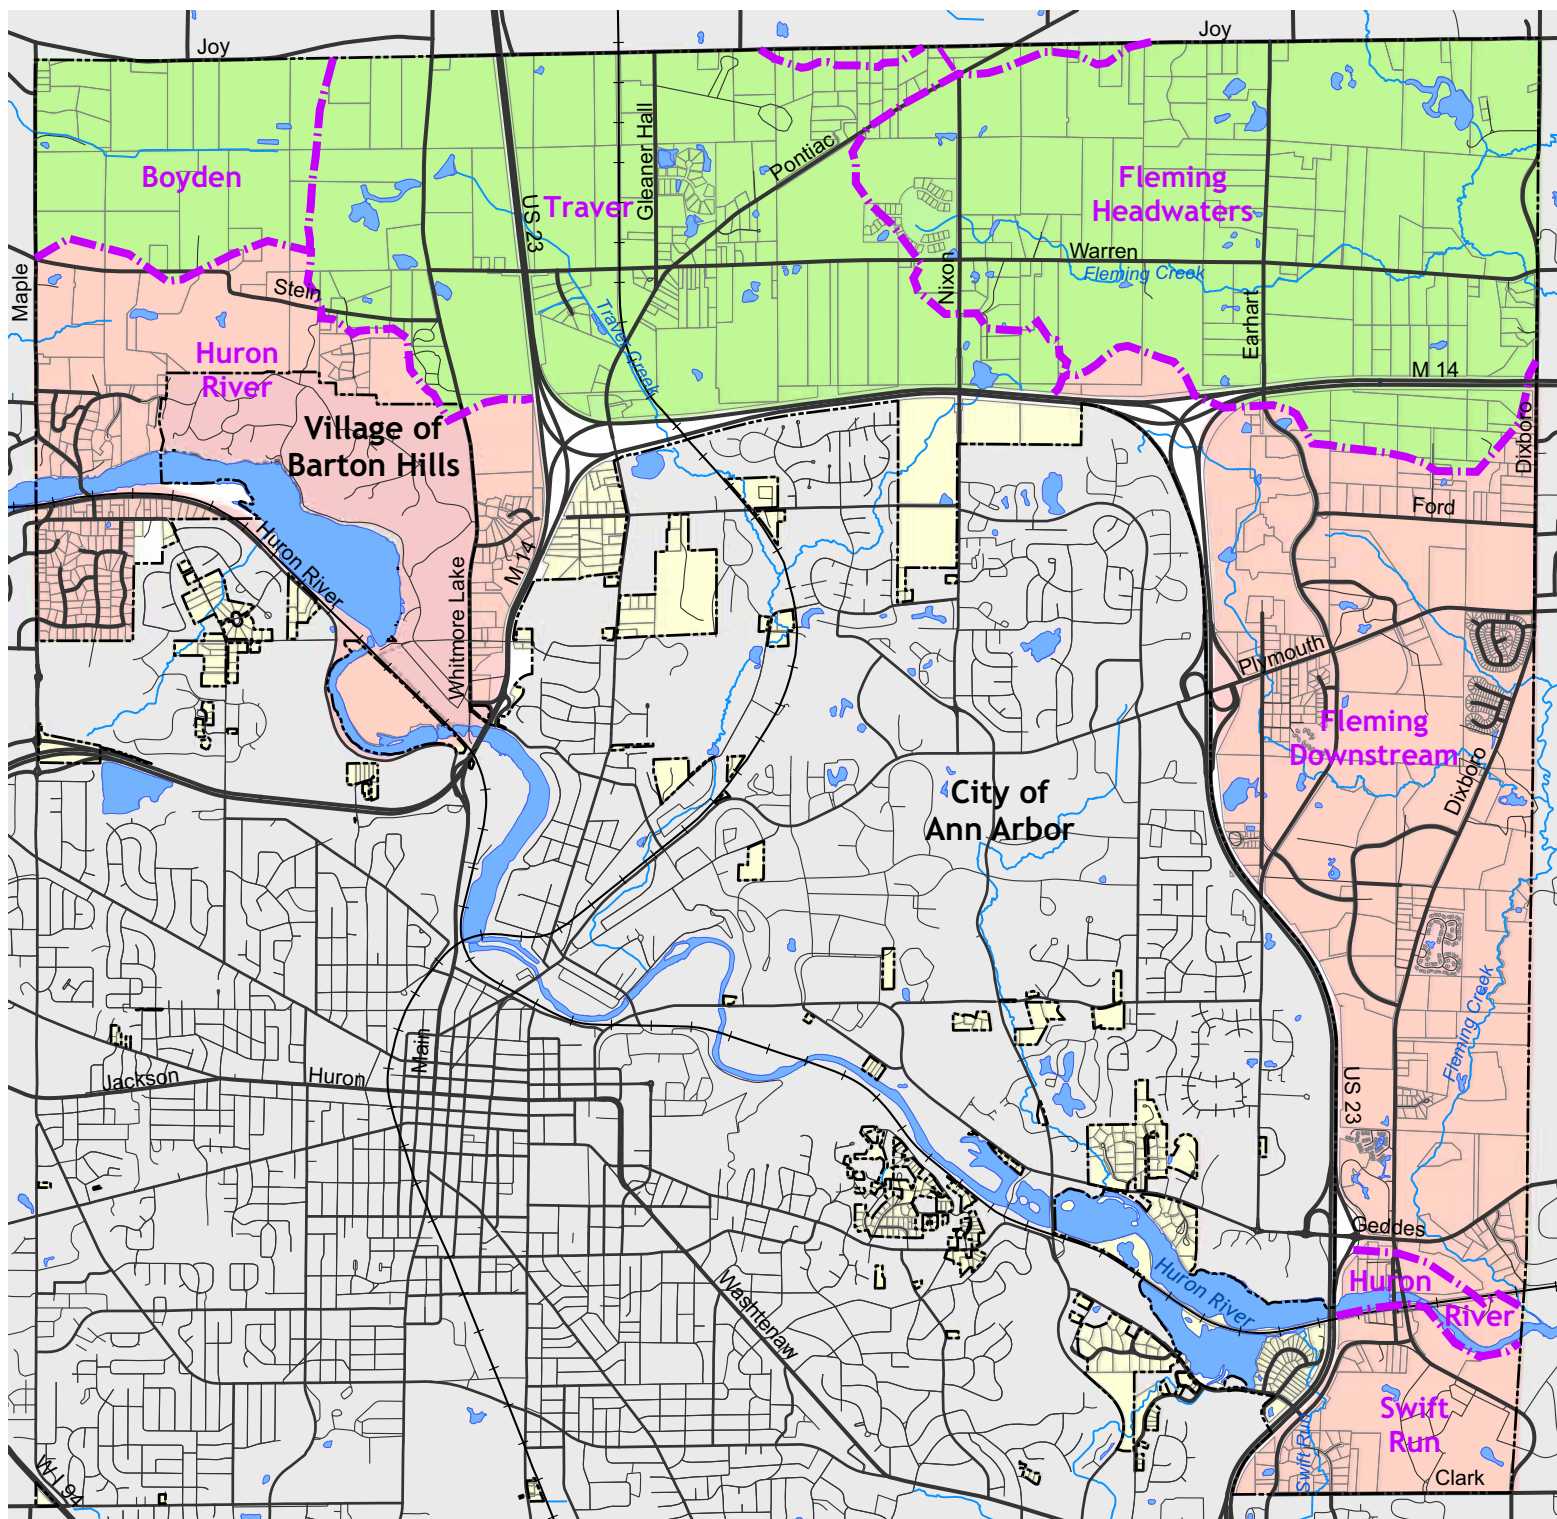 Joy
Joy
Gleaner Hall
Pontiac
Boyden
Fleming
Headwaters
US 23
Traver
Warren
Fleming Creek
Maple
Stein
Nixon
Traver Creek
Earhart
Huron
River
M 14
Village of
Barton Hills
Dixboro
Ford
Huron River
M 14
Whitmore Lake
Plymouth
Fleming
Downstream
Dixboro
City of
Ann Arbor
Fleming Creek
Main
Jackson
Huron
US 23
Geddes
Huron River
Huron
River
Washtenaw
Swift
Run
Swift Run
Clark
W I 94